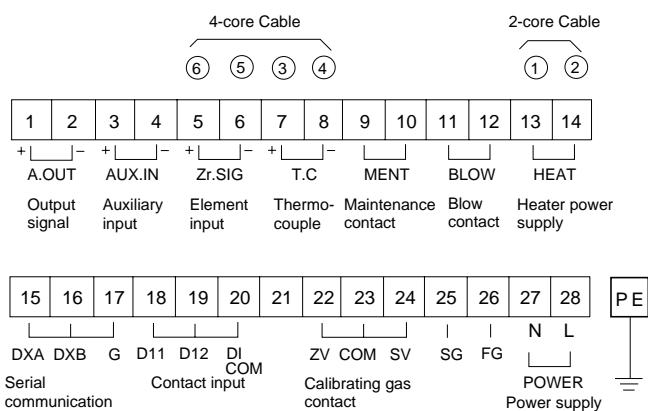 4-core Cable 2-core Cable
6 5 3 4 1 2
1 2 3 4 5 6 7 8 9 10 11 12 13 14
+ − + − + − + −
A.OUT AUX.IN Zr.SIG T.C MENT BLOW HEAT
Output Auxiliary Element Thermo- Maintenance Blow Heater power
signal input input couple contact contact supply
15 16 17 18 19 20 21 22 23 24 25 26 27 28 PE
N L
DXA DXB G D11 D12 DI ZV COM SV SG FG
COM
Serial Contact input Calibrating gas POWER
communication contact Power supply